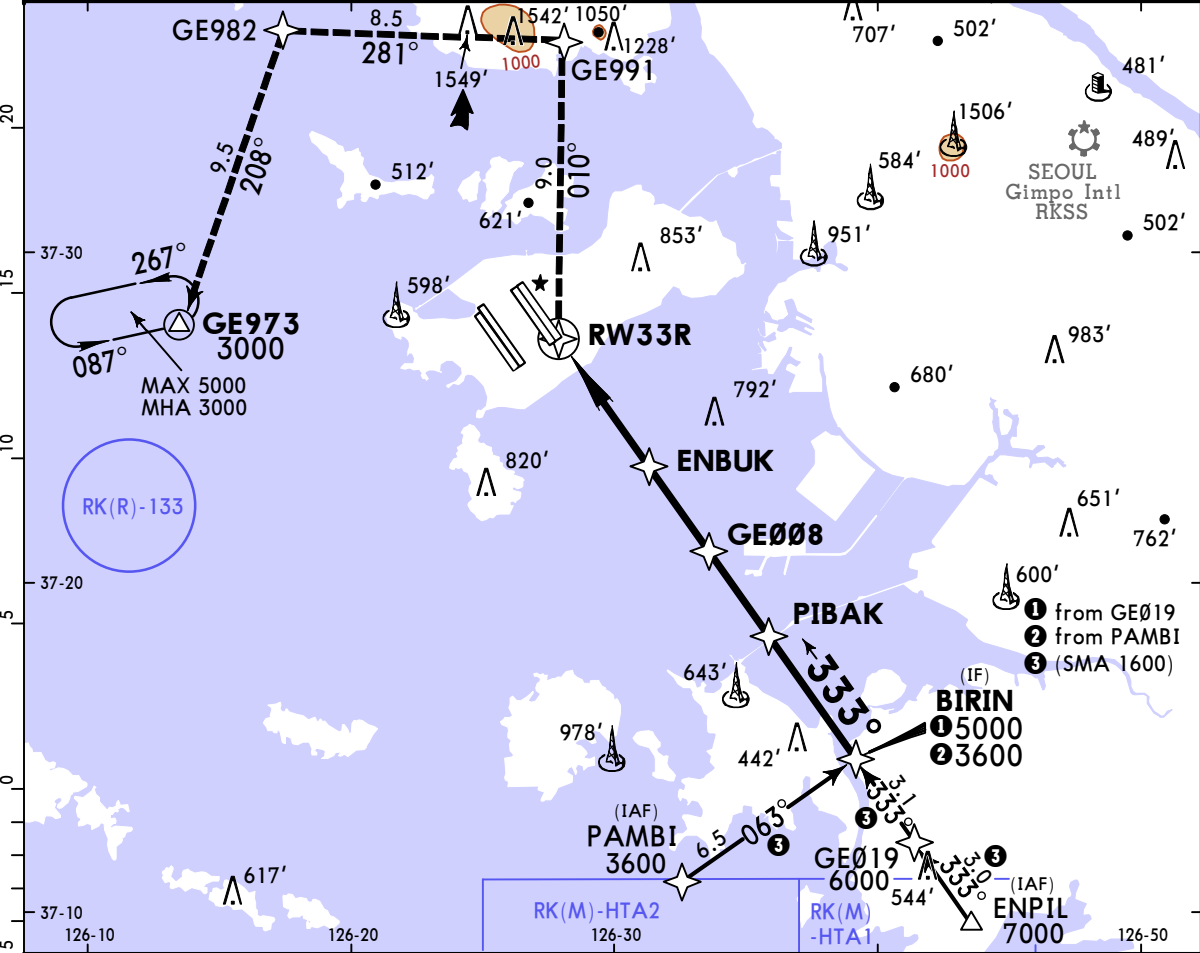 GE982
8.5
281°
1542’
1050’
1228’
1000
1549’
GE991
707’
502’
481’
20
1506’
1000
489’
SEOUL
Gimpo Intl
RKSS
9.5
208°
512’
621’
9.0
010°
584’
951’
502’
37-30
267°
15
853’
598’
GE973
3000
087°
MAX 5000
MHA 3000
RW33R
983’
680’
792’
10
820’
ENBUK
RK(R)-133
651’
762’
GEØØ8
37-20
600’
5
PIBAK
❶ from GEØ19
❷ from PAMBI
❸ (SMA 1600)
333°
643’
(IF)
BIRIN
❶5000
❷3600
978’
442’
0
3.1
333°
❸
(IAF)
PAMBI
3600
6.5
063°
❸
GEØ19
6000
544’
3.0
333°
❸
(IAF)
ENPIL
7000
617’
RK(M)-HTA2
RK(M)
-HTA1
37-10
5
126-10
126-20
126-30
126-50